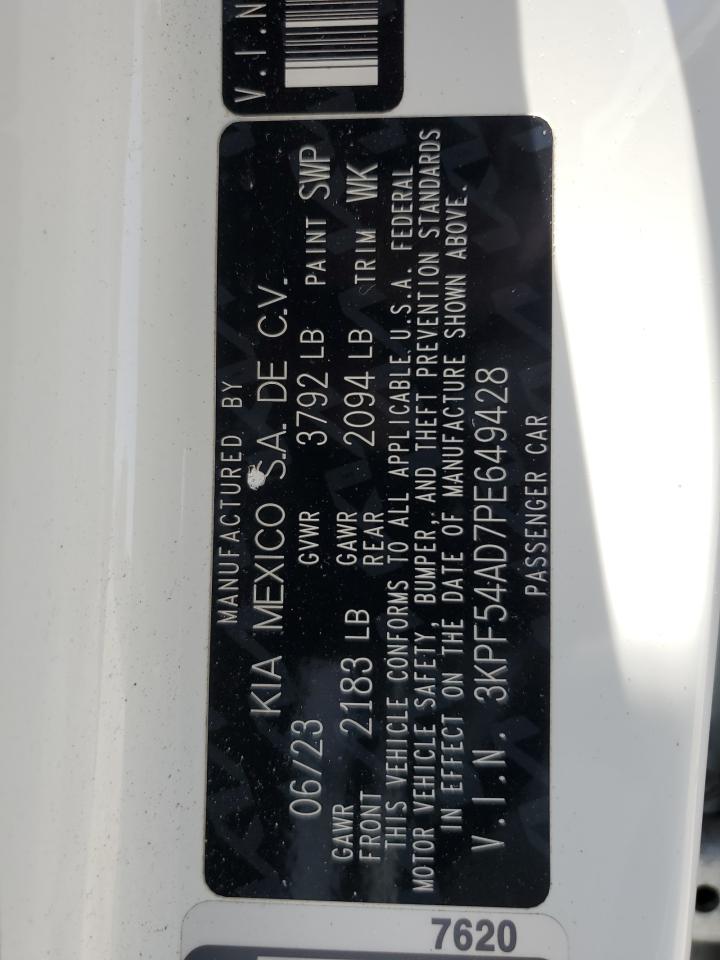 V.I.N
MANUFACTURED BY
KIA MEXICO S.A. DE C.V.
06/23 GVWR 3792 LB PAINT SWP
GAWR FRONT 2183 LB GAWR REAR 2094 LB TRIM WK
THIS VEHICLE CONFORMS TO ALL APPLICABLE U.S.A. FEDERAL
MOTOR VEHICLE SAFETY, BUMPER, AND THEFT PREVENTION STANDARDS
IN EFFECT ON THE DATE OF MANUFACTURE SHOWN ABOVE.
V.I.N. 3KPF54AD7PE649428
PASSENGER CAR
7620